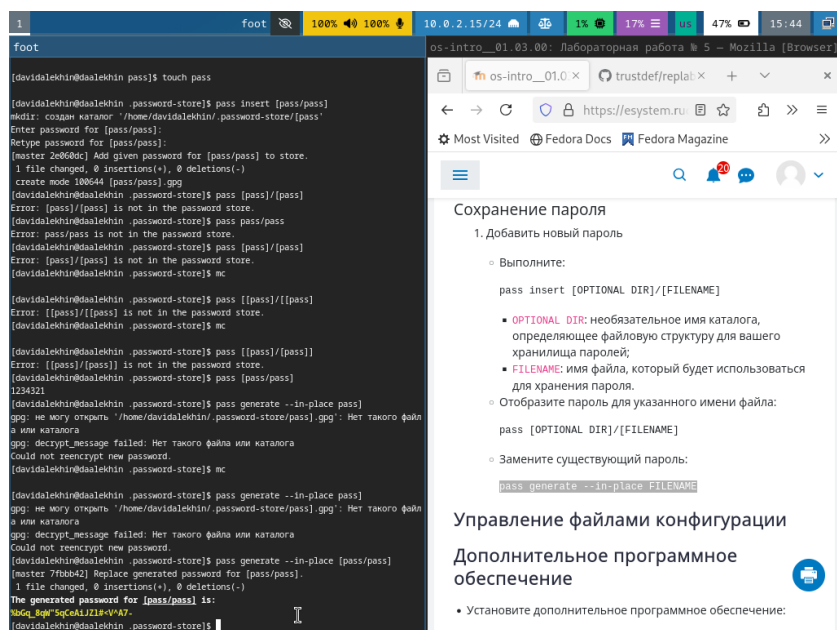 1
foot
100% 100%
10.0.2.15/24
1%
17%
us
47%
15:44
foot
[davidalekhin@daalekhin pass]$ touch pass
[davidalekhin@daalekhin .password-store]$ pass insert [pass/pass]
mkdir: создан каталог '/home/davidalekhin/.password-store/[pass'
Enter password for [pass/pass]:
Retype password for [pass/pass]:
[master 2e060dc] Add given password for [pass/pass] to store.
1 file changed, 0 insertions(+), 0 deletions(-)
create mode 100644 [pass/pass].gpg
[davidalekhin@daalekhin .password-store]$ pass [pass]/[pass]
Error: [pass]/[pass] is not in the password store.
[davidalekhin@daalekhin .password-store]$ pass pass/pass
Error: pass/pass is not in the password store.
[davidalekhin@daalekhin .password-store]$ pass [pass]/[pass]
Error: [pass]/[pass] is not in the password store.
[davidalekhin@daalekhin .password-store]$ mc
[davidalekhin@daalekhin .password-store]$ pass [[pass]/[[pass]
Error: [[pass]/[[pass] is not in the password store.
[davidalekhin@daalekhin .password-store]$ mc
[davidalekhin@daalekhin .password-store]$ pass [[pass]/[pass]]
Error: [[pass]/[pass]] is not in the password store.
[davidalekhin@daalekhin .password-store]$ pass [pass/pass]
1234321
[davidalekhin@daalekhin .password-store]$ pass generate --in-place pass]
gpg: не могу открыть '/home/davidalekhin/.password-store/pass].gpg': Нет такого файл
а или каталога
gpg: decrypt_message failed: Нет такого файла или каталога
Could not reencrypt new password.
[davidalekhin@daalekhin .password-store]$ mc
[davidalekhin@daalekhin .password-store]$ pass generate --in-place pass]
gpg: не могу открыть '/home/davidalekhin/.password-store/pass].gpg': Нет такого файл
а или каталога
gpg: decrypt_message failed: Нет такого файла или каталога
Could not reencrypt new password.
[davidalekhin@daalekhin .password-store]$ pass generate --in-place [pass/pass]
[master 7fbbb42] Replace generated password for [pass/pass].
1 file changed, 0 insertions(+), 0 deletions(-)
The generated password for [pass/pass] is:
%bGq_8qW"5qCeAiJZl#<V^A7-
[davidalekhin@daalekhin .password-store]$
os-intro__01.03.00: Лабораторная работа № 5 — Mozilla [Browser]
os-intro__01.0
trustdef/replab
https://esystem.ru
Most Visited
Fedora Docs
Fedora Magazine
20
Сохранение пароля
1. Добавить новый пароль
Выполните:
pass insert [OPTIONAL DIR]/[FILENAME]
OPTIONAL DIR: необязательное имя каталога,
определяющее файловую структуру для вашего
хранилища паролей;
FILENAME: имя файла, который будет использоваться
для хранения пароля.
Отобразите пароль для указанного имени файла:
pass [OPTIONAL DIR]/[FILENAME]
Замените существующий пароль:
pass generate --in-place FILENAME
Управление файлами конфигурации
Дополнительное программное
обеспечение
• Установите дополнительное программное обеспечение: